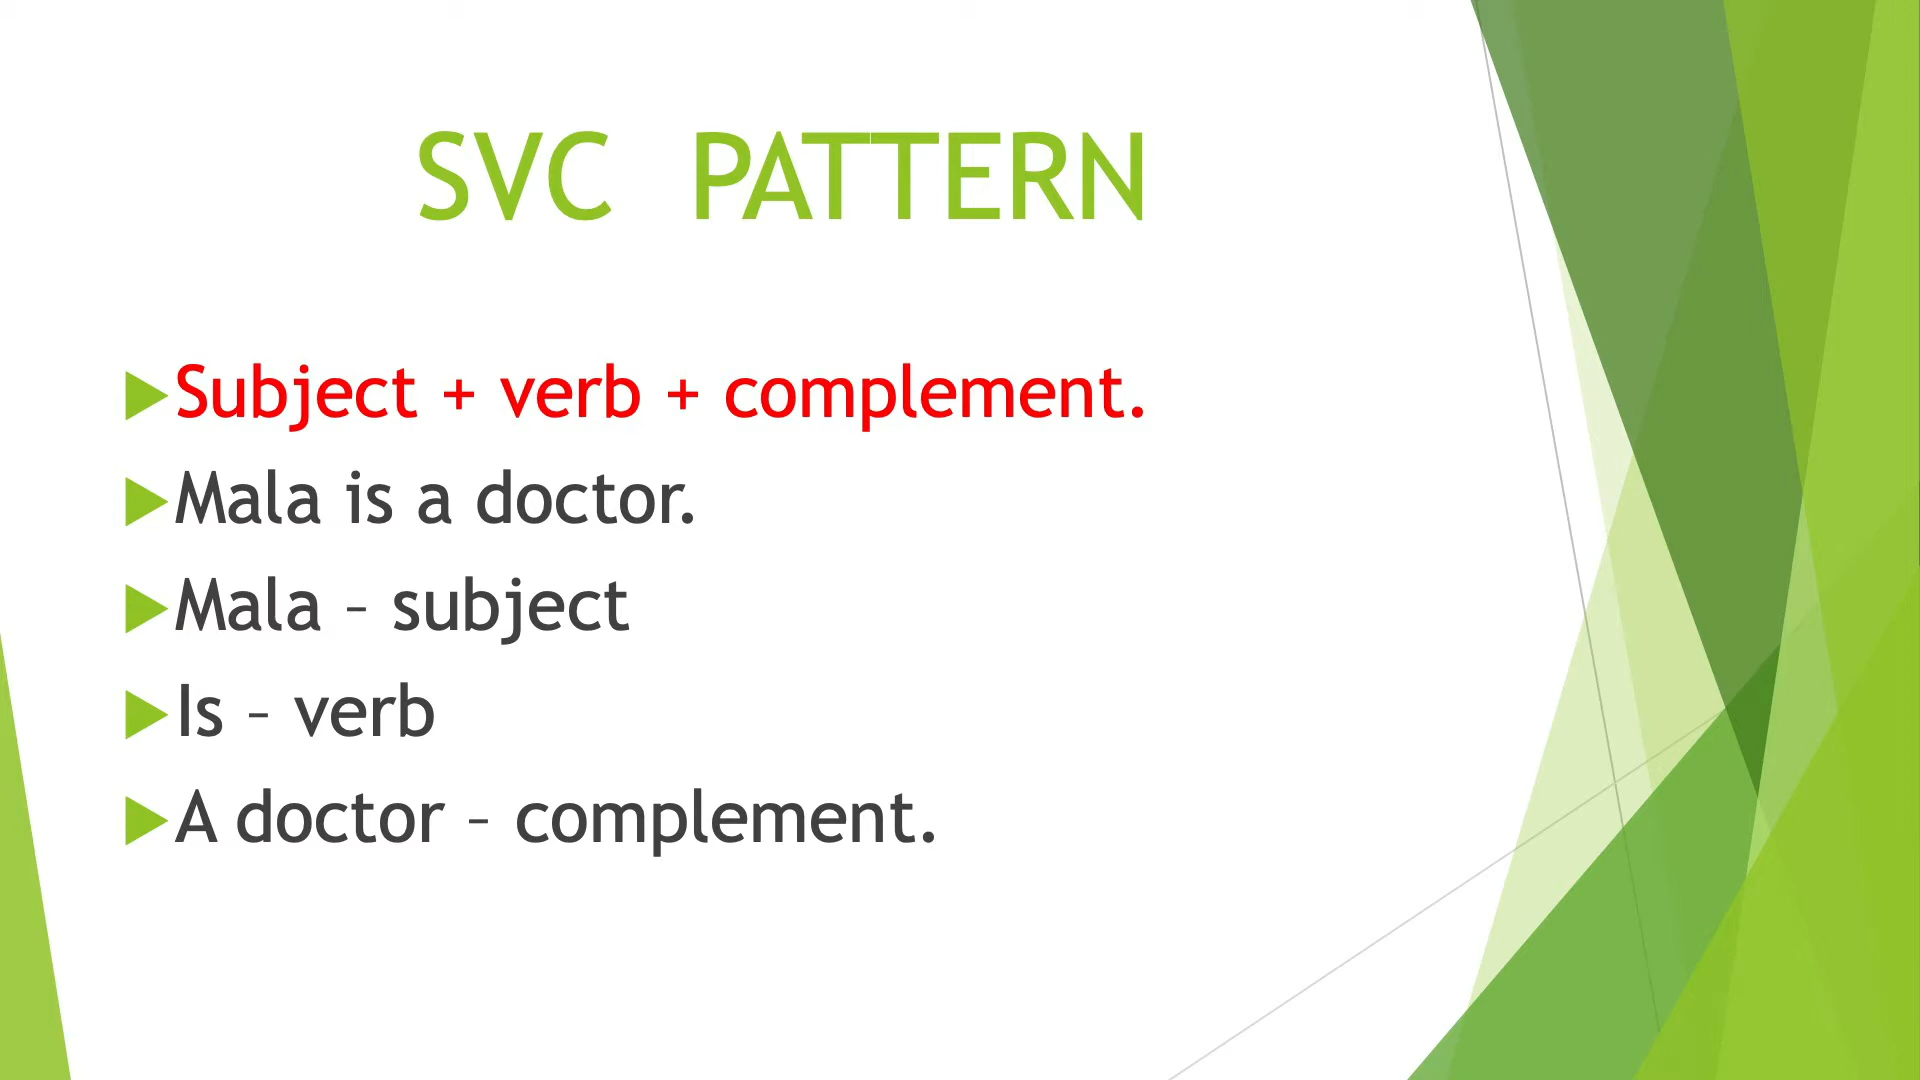 SVC PATTERN
Subject + verb + complement.
Mala is a doctor.
Mala – subject
Is – verb
A doctor – complement.